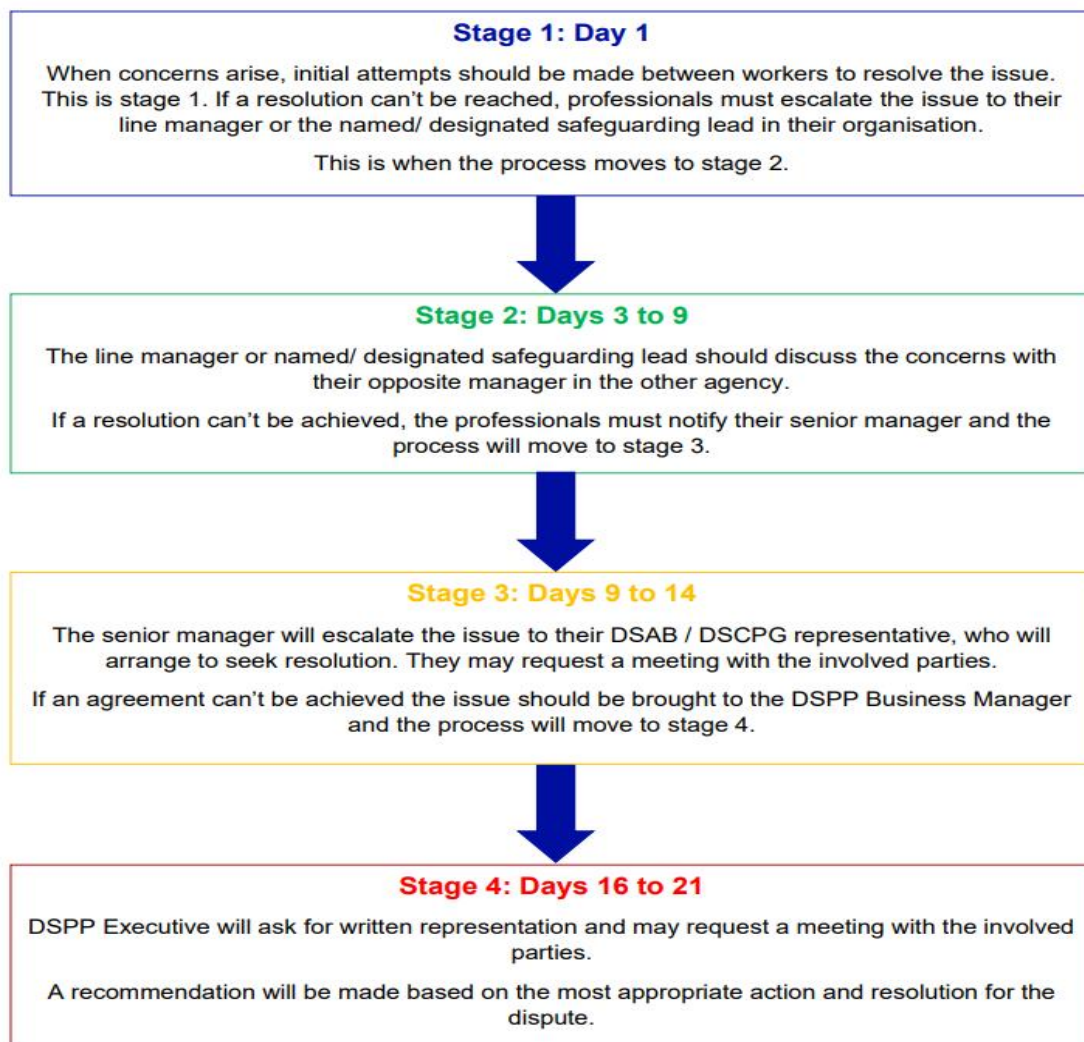 Stage 1: Day 1
When concerns arise, initial attempts should be made between workers to resolve the issue.
This is stage 1. If a resolution can’t be reached, professionals must escalate the issue to their
line manager or the named/ designated safeguarding lead in their organisation.
This is when the process moves to stage 2.
Stage 2: Days 3 to 9
The line manager or named/ designated safeguarding lead should discuss the concerns with
their opposite manager in the other agency.
If a resolution can’t be achieved, the professionals must notify their senior manager and the
process will move to stage 3.
Stage 3: Days 9 to 14
The senior manager will escalate the issue to their DSAB / DSCPG representative, who will
arrange to seek resolution. They may request a meeting with the involved parties.
If an agreement can’t be achieved the issue should be brought to the DSPP Business Manager
and the process will move to stage 4.
Stage 4: Days 16 to 21
DSPP Executive will ask for written representation and may request a meeting with the involved
parties.
A recommendation will be made based on the most appropriate action and resolution for the
dispute.